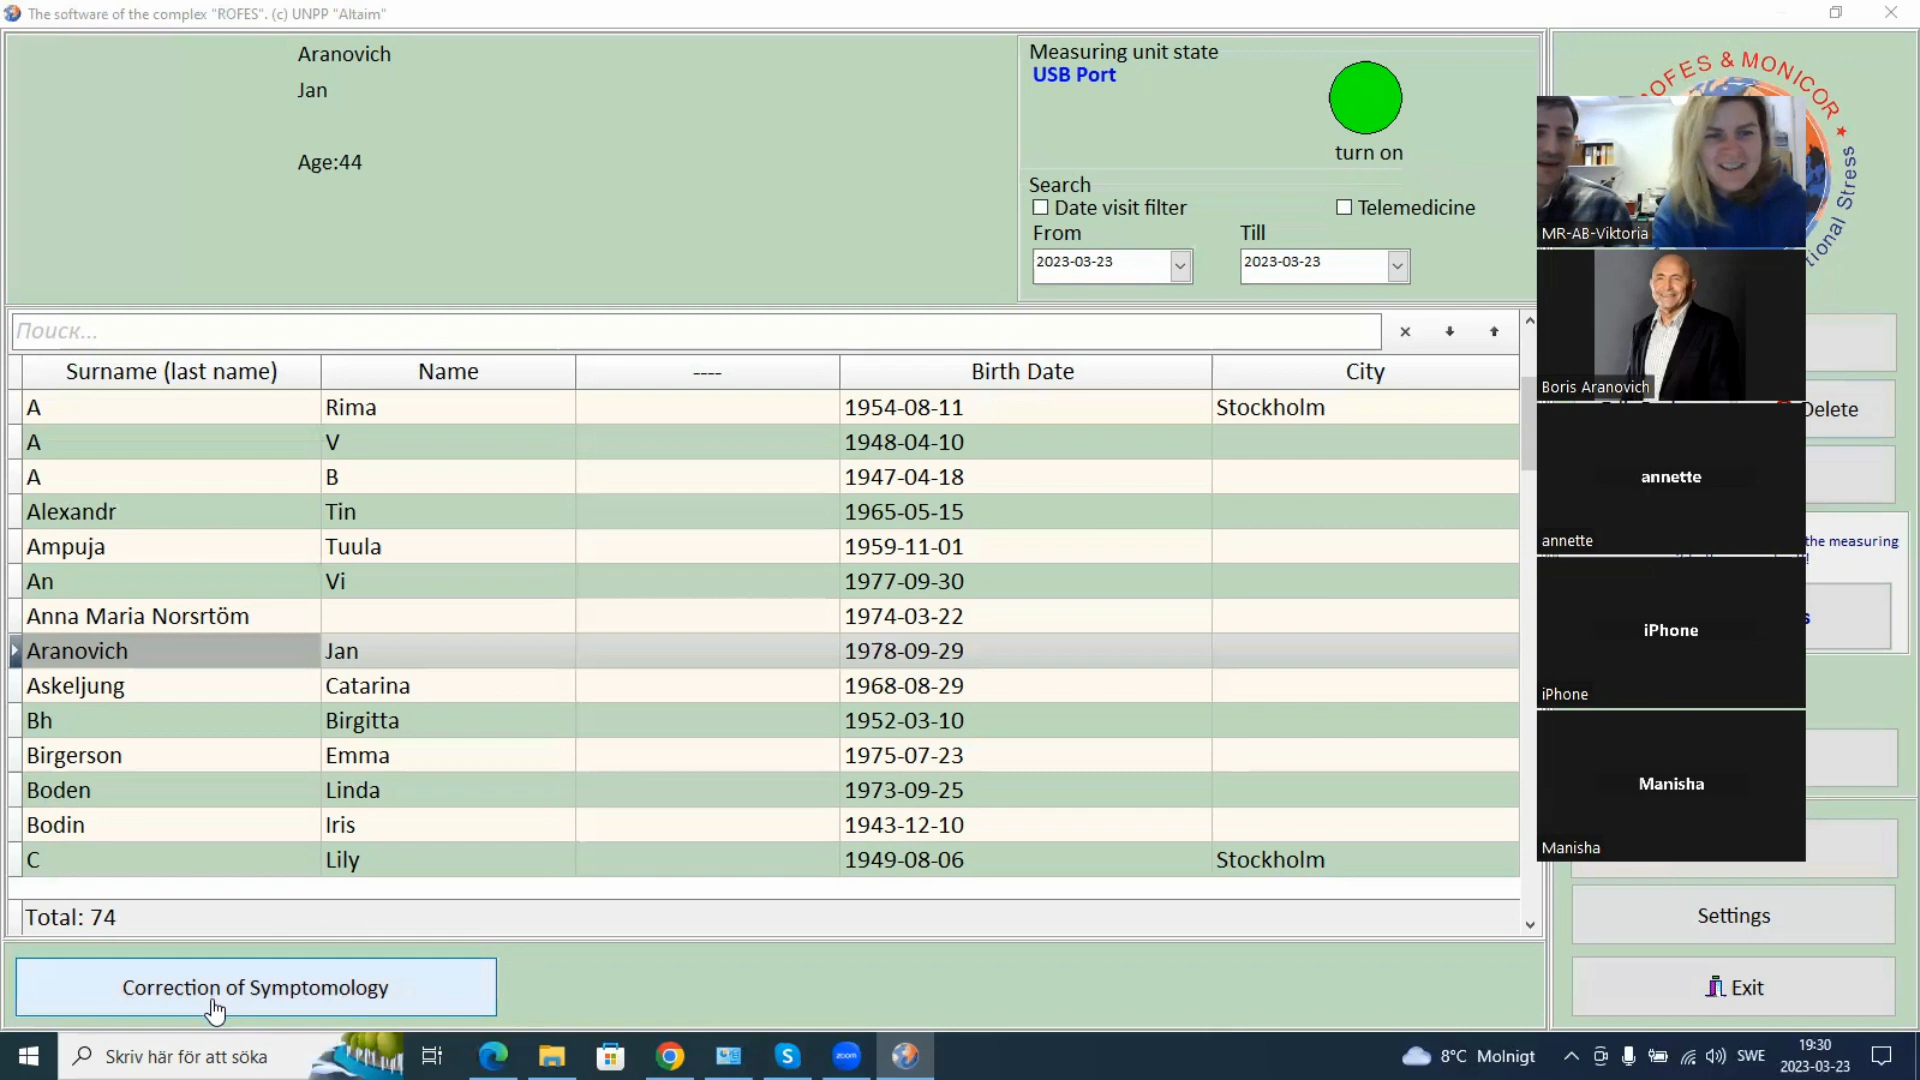 The software of the complex "ROFES". (c) UNPP "Altaim"
Aranovich
Jan
Age:44
Measuring unit state
USB Port
turn on
Search
Date visit filter
Telemedicine
From
Till
2023-03-23
2023-03-23
ROFES & MONICOR
ional Stress
MR-AB-Viktoria
Boris Aranovich
Поиск...
Surname (last name) Name ---- Birth Date City
A Rima 1954-08-11 Stockholm
A V 1948-04-10
A B 1947-04-18
Alexandr Tin 1965-05-15
Ampuja Tuula 1959-11-01
An Vi 1977-09-30
Anna Maria Norsrtöm 1974-03-22
Aranovich Jan 1978-09-29
Askeljung Catarina 1968-08-29
Bh Birgitta 1952-03-10
Birgerson Emma 1975-07-23
Boden Linda 1973-09-25
Bodin Iris 1943-12-10
C Lily 1949-08-06 Stockholm
Total: 74
Delete
annette
annette
the measuring
!
s
iPhone
iPhone
Manisha
Manisha
Settings
Exit
Correction of Symptomology
Skriv här för att söka
zoom
8°C Molnigt
SWE
19:30
2023-03-23